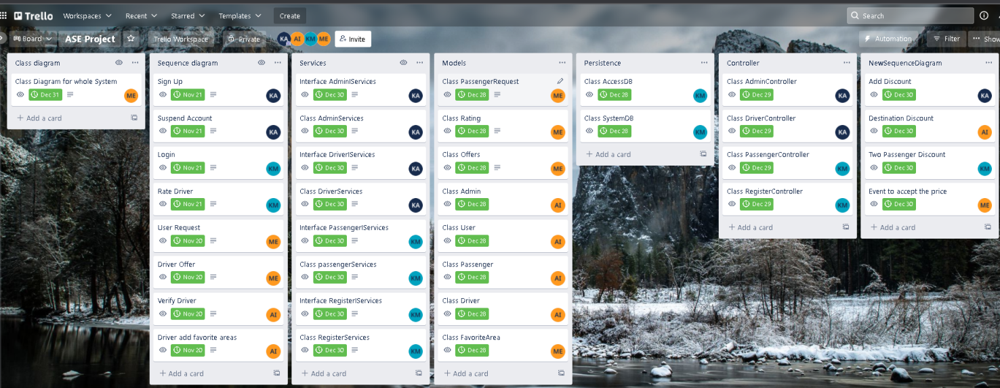 Trello
Workspaces
Recent
Starred
Templates
Create
Search
Board
ASE Project
Trello Workspace
Private
KA
AI
KM
ME
Invite
Automation
Filter
Show
Class diagram
Class Diagram for whole System
Dec 31
ME
+ Add a card
Sequence diagram
Sign Up
Nov 21
KA
Suspend Account
Nov 21
KA
Login
Nov 21
KM
Rate Driver
Nov 21
KM
User Request
Nov 20
ME
Driver Offer
Nov 20
ME
Verify Driver
Nov 20
AI
Driver add favorite areas
Nov 20
AI
+ Add a card
Services
Interface AdminIServices
Dec 30
KA
Class AdminServices
Dec 30
KA
Interface DriverIServices
Dec 30
KA
Class DriverServices
Dec 30
KA
Interface PassengerIServices
Dec 30
KM
Class passengerServices
Dec 30
KM
Interface RegisterIServices
Dec 30
KM
Class RegisterServices
Dec 30
KM
+ Add a card
Models
Class PassengerRequest
Dec 28
ME
Class Rating
Dec 28
ME
Class Offers
Dec 28
ME
Class Admin
Dec 28
AI
Class User
Dec 28
AI
Class Passenger
Dec 28
AI
Class Driver
Dec 28
AI
Class FavoriteArea
Dec 28
ME
+ Add a card
Persistence
Class AccessDB
Dec 28
KM
Class SystemDB
Dec 28
KM
+ Add a card
Controller
Class AdminController
Dec 29
KA
Class DriverController
Dec 29
KA
Class PassengerController
Dec 29
KM
Class RegisterController
Dec 29
KM
+ Add a card
NewSequenceDiagram
Add Discount
Dec 30
KA
Destination Discount
Dec 30
AI
Two Passenger Discount
Dec 30
KM
Event to accept the price
Dec 30
ME
+ Add a card